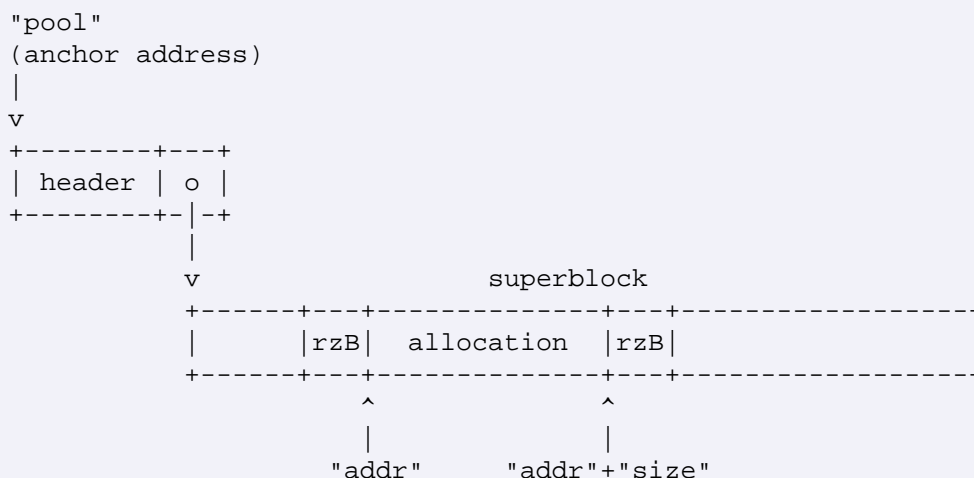 "pool"
(anchor address)
|
v
+--------+---+
| header | o |
+--------+-|-+
           |
           v                  superblock
           +------+---+--------------+---+------------------+
           |      |rzB|  allocation  |rzB|
           +------+---+--------------+---+------------------+
                      ^              ^
                      |              |
                    "addr"     "addr"+"size"